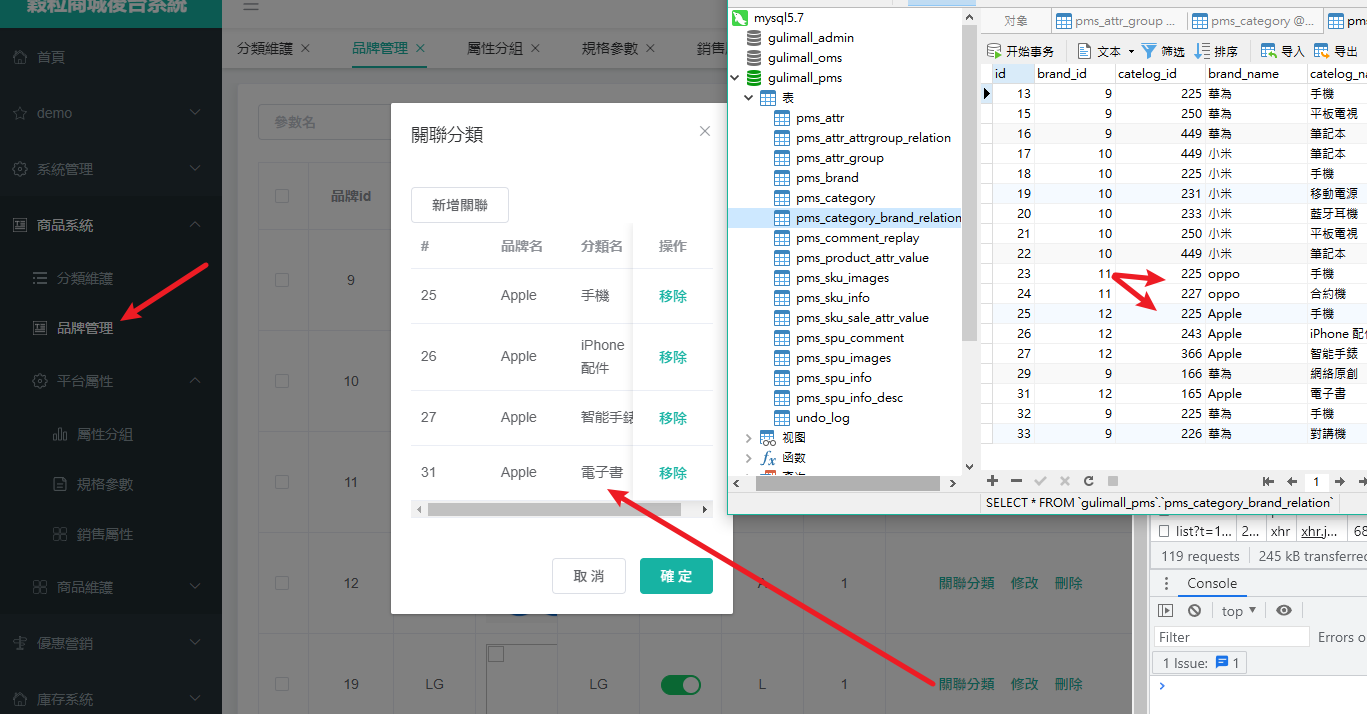 穀粒商城後台系統
首頁
demo
系統管理
商品系統
分類維護
品牌管理
平台屬性
屬性分組
規格參數
銷售屬性
商品維護
優惠營銷
庫存系統
分類維護 × 品牌管理 × 屬性分組 × 規格參數 × 銷售
參數名
品牌id
9
10
11
12 A 1 關聯分類 修改 刪除
19 LG LG L 1 關聯分類 修改 刪除
關聯分類 ×
新增關聯
# 品牌名 分類名 操作
25 Apple 手機 移除
26 Apple iPhone 配件 移除
27 Apple 智能手錶 移除
31 Apple 電子書 移除
取消 確定
mysql5.7
gulimall_admin
gulimall_oms
gulimall_pms
表
pms_attr
pms_attr_attrgroup_relation
pms_attr_group
pms_brand
pms_category
pms_category_brand_relation
pms_comment_replay
pms_product_attr_value
pms_sku_images
pms_sku_info
pms_sku_sale_attr_value
pms_spu_comment
pms_spu_images
pms_spu_info
pms_spu_info_desc
undo_log
视图
函数
对象 pms_attr_group ... pms_category @... pms
开始事务 文本 筛选 排序 导入 导出
id brand_id catelog_id brand_name catelog_na
13 9 225 華為 手機
15 9 250 華為 平板電視
16 9 449 華為 筆記本
17 10 449 小米 筆記本
18 10 225 小米 手機
19 10 231 小米 移動電源
20 10 233 小米 藍牙耳機
21 10 250 小米 平板電視
22 10 449 小米 筆記本
23 11 225 oppo 手機
24 11 227 oppo 合約機
25 12 225 Apple 手機
26 12 243 Apple iPhone 配
27 12 366 Apple 智能手錶
29 9 166 華為 網絡原創
31 12 165 Apple 電子書
32 9 225 華為 手機
33 9 226 華為 對講機
1
SELECT * FROM `gulimall_pms`.`pms_category_brand_relation`
list?t=1... 2... xhr xhr.j... 68
119 requests 245 kB transferred
Console
top
Filter Errors o
1 Issue: 1